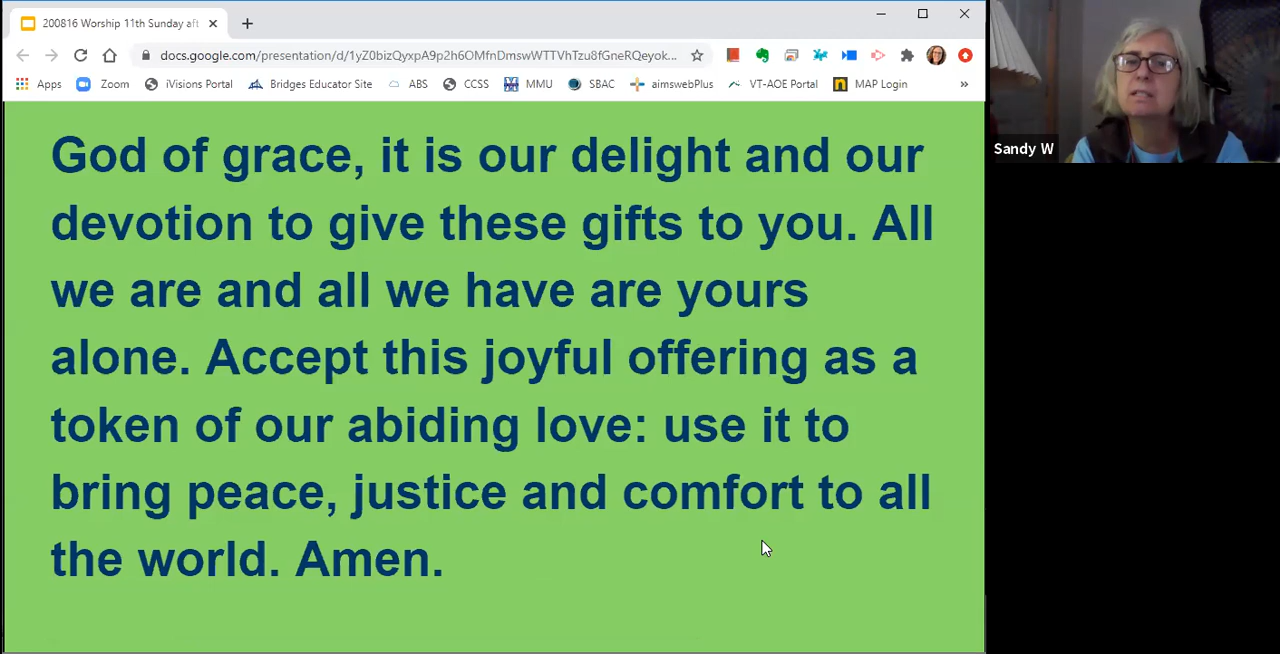 200816 Worship 11th Sunday aft
docs.google.com/presentation/d/1yZ0bizQyxpA9p2h6OMfnDmswWTTVhTzu8fGneRQeyok...
Apps Zoom iVisions Portal Bridges Educator Site ABS CCSS MMU SBAC aimswebPlus VT-AOE Portal MAP Login »
God of grace, it is our delight and our
devotion to give these gifts to you. All
we are and all we have are yours
alone. Accept this joyful offering as a
token of our abiding love: use it to
bring peace, justice and comfort to all
the world. Amen.
Sandy W